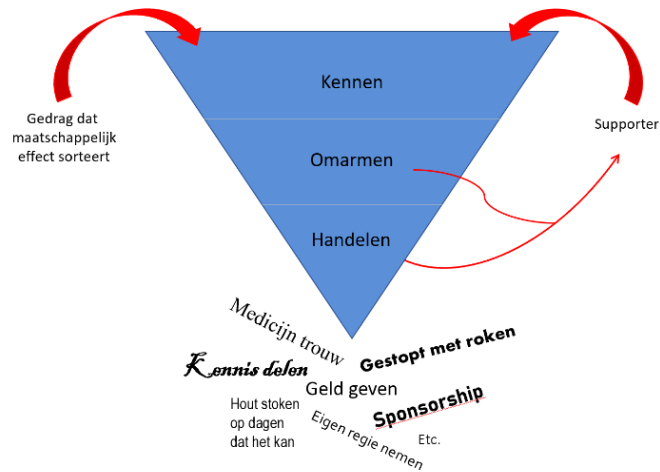 Kennen
Gedrag dat
maatschappelijk
effect sorteert
Supporter
Omarmen
Handelen
Medicijn trouw
Gestopt met roken
Kennis delen
Geld geven
Hout stoken
op dagen
dat het kan
Sponsorship
Eigen regie nemen
Etc.